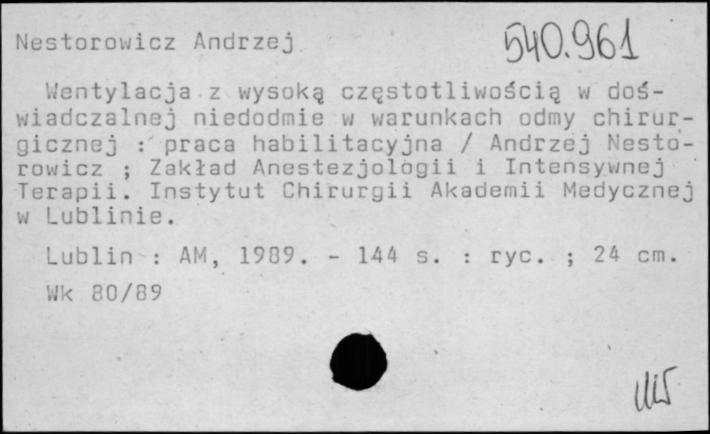 Nestorowicz Andrzej
540.961
Wentylacja z wysoką częstotliwością w doś-
wiadczalnej niedodmie w warunkach odmy chirur-
gicznej : praca habilitacyjna / Andrzej Nesto-
rowicz ; Zakład Anestezjologii i Intensywnej
Terapii. Instytut Chirurgii Akademii Medycznej
w Lublinie.
Lublin : AM, 1989. - 144 s. : ryc. ; 24 cm.
Wk 80/89